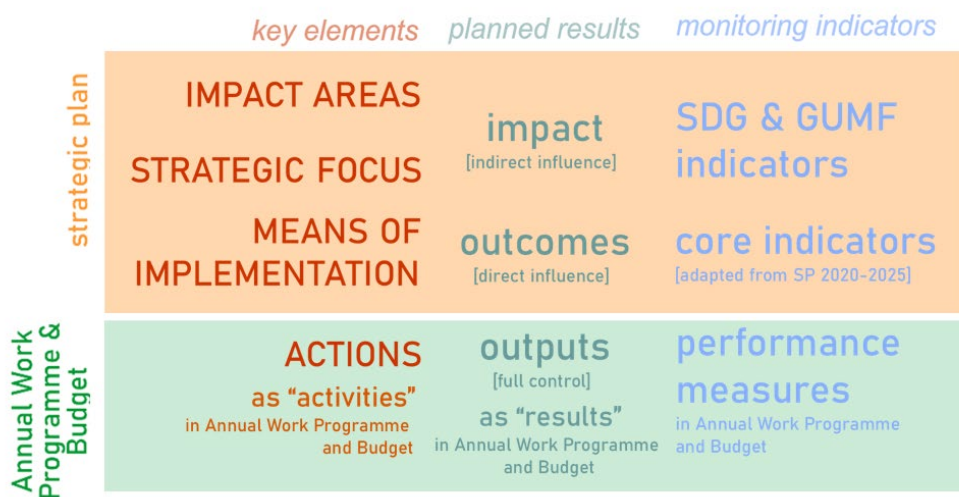 key elements
planned results
monitoring indicators
strategic plan
IMPACT AREAS
STRATEGIC FOCUS
MEANS OF
IMPLEMENTATION
impact
[indirect influence]
outcomes
[direct influence]
SDG & GUMF
indicators
core indicators
[adapted from SP 2020-2025]
Annual Work
Programme &
Budget
ACTIONS
as “activities”
in Annual Work Programme
and Budget
outputs
[full control]
as “results”
in Annual Work Programme
and Budget
performance
measures
in Annual Work Programme
and Budget